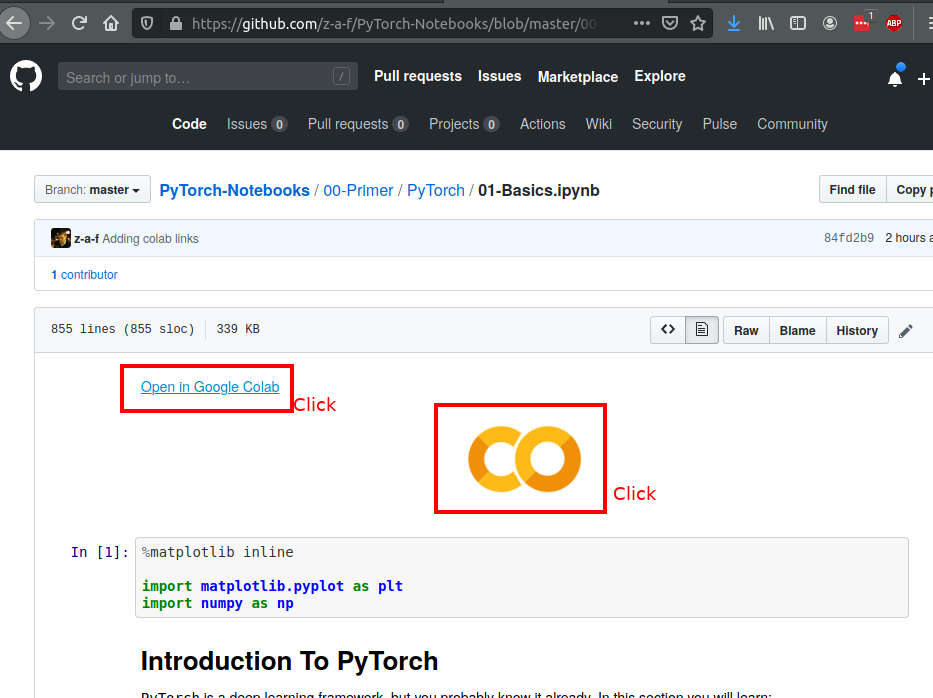 https://github.com/z-a-f/PyTorch-Notebooks/blob/master/00
1
ABP
Search or jump to…
/
Pull requests
Issues
Marketplace
Explore
Code
Issues 0
Pull requests 0
Projects 0
Actions
Wiki
Security
Pulse
Community
Branch: master
PyTorch-Notebooks / 00-PrImer / PyTorch / 01-Basics.ipynb
Find file
Copy p
z-a-f Adding colab links
84fd2b9
2 hours a
1 contributor
855 lines (855 sloc)
339 KB
<>
Raw
Blame
History
Open in Google Colab
Click
Click
In [1]:
%matplotlib inline
import matplotlib.pyplot as plt
import numpy as np
Introduction To PyTorch
PyTorch is a deep learning framework, but you probably know it already. In this section you will learn: